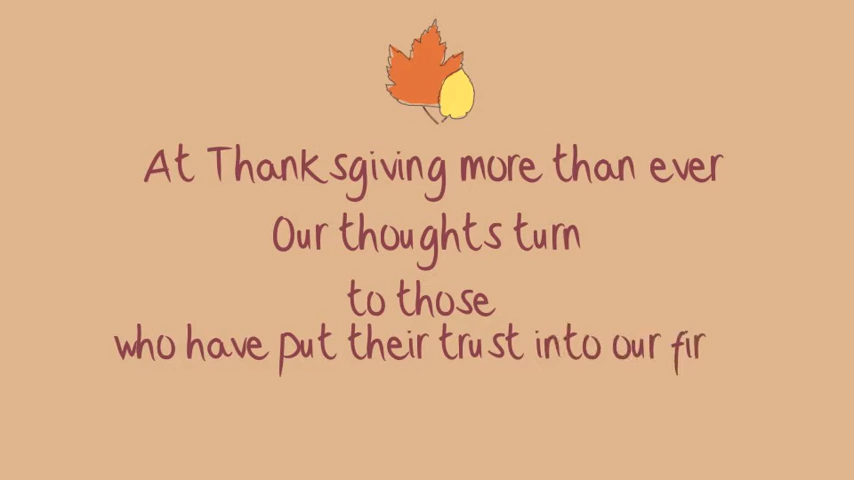 At Thanksgiving more than ever
Our thoughts turn
to those
who have put their trust into our fir